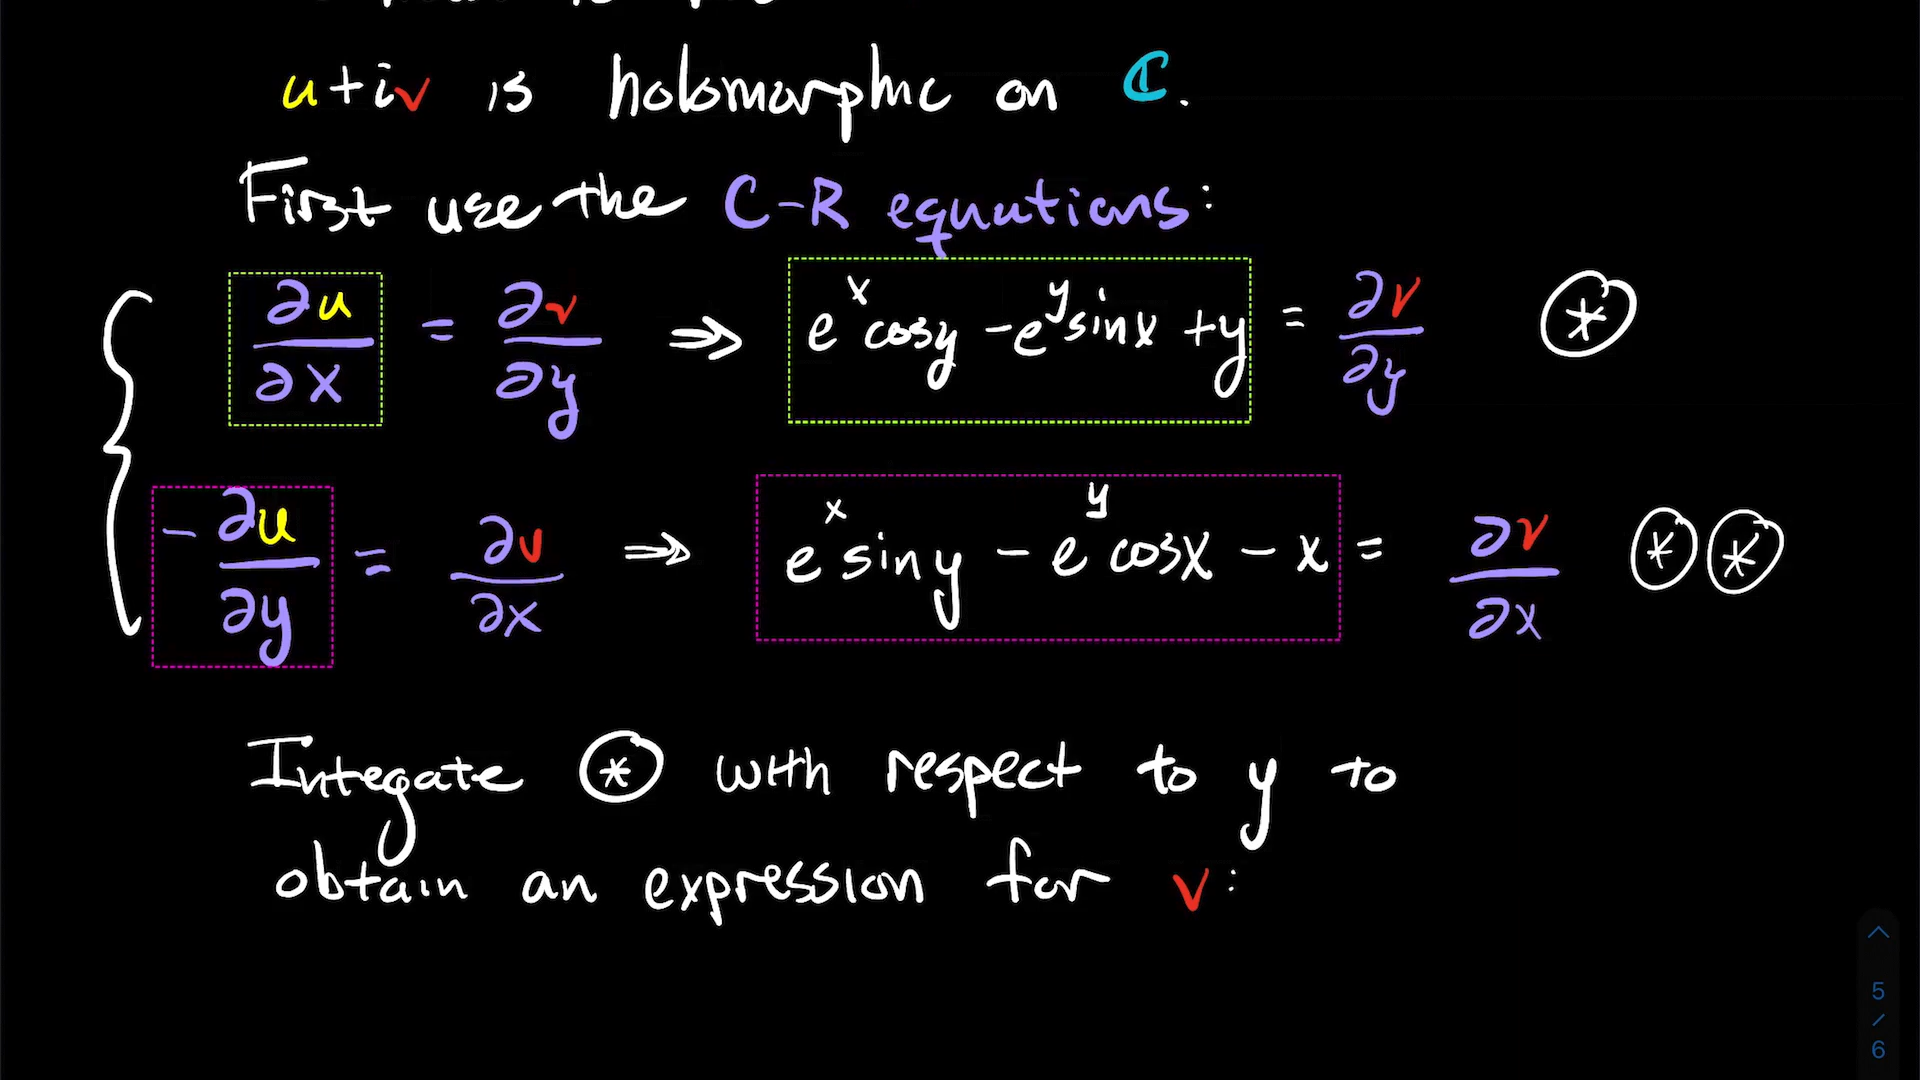 u+iv is holomorphic on ℂ.
First use the C-R equations:
∂u/∂x = ∂v/∂y ⇒ e^x cosy - e^y sinx + y = ∂v/∂y ⊛
-∂u/∂y = ∂v/∂x ⇒ e^x siny - e^y cosx - x = ∂v/∂x ⊛⊛
Integate ⊛ with respect to y to
obtain an expression for v:
5
/
6